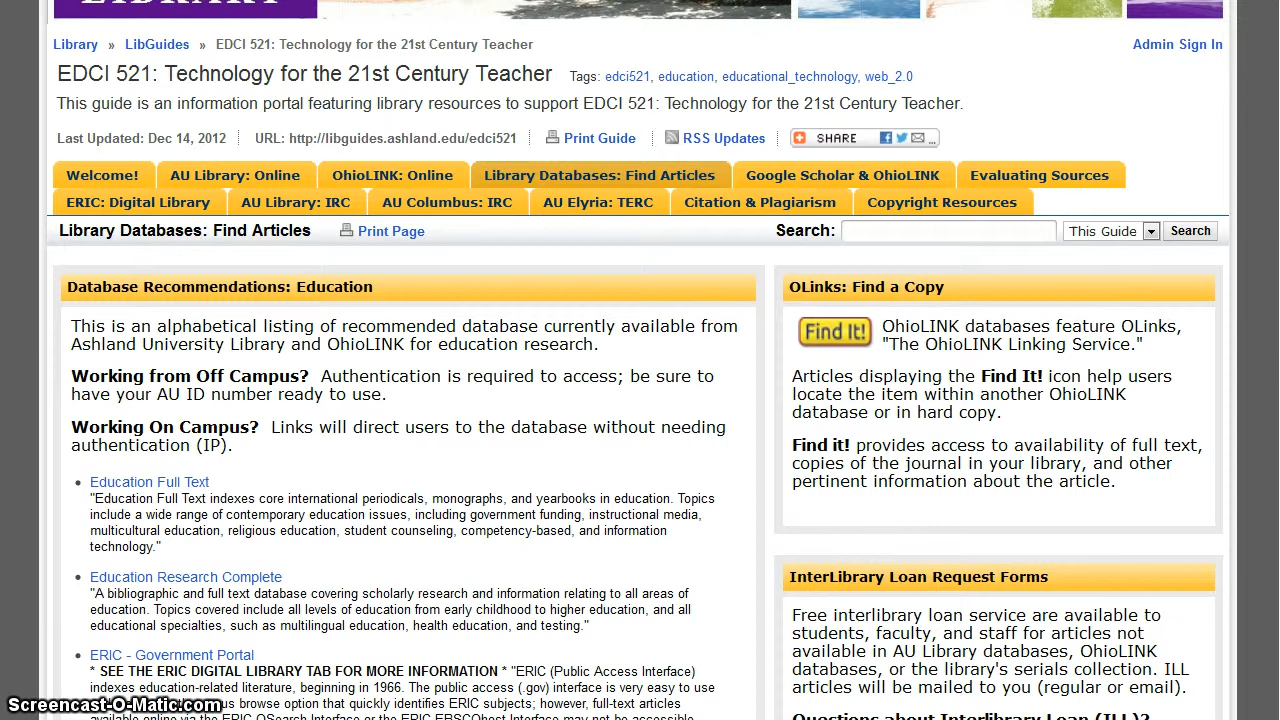 LIBRARY
Library » LibGuides » EDCI 521: Technology for the 21st Century Teacher
Admin Sign In
EDCI 521: Technology for the 21st Century Teacher Tags: edci521, education, educational_technology, web_2.0
This guide is an information portal featuring library resources to support EDCI 521: Technology for the 21st Century Teacher.
Last Updated: Dec 14, 2012 URL: http://libguides.ashland.edu/edci521 Print Guide RSS Updates SHARE ...
Welcome! AU Library: Online OhioLINK: Online Library Databases: Find Articles Google Scholar & OhioLINK Evaluating Sources
ERIC: Digital Library AU Library: IRC AU Columbus: IRC AU Elyria: TERC Citation & Plagiarism Copyright Resources
Library Databases: Find Articles Print Page Search: This Guide Search
Database Recommendations: Education
This is an alphabetical listing of recommended database currently available from
Ashland University Library and OhioLINK for education research.
Working from Off Campus? Authentication is required to access; be sure to
have your AU ID number ready to use.
Working On Campus? Links will direct users to the database without needing
authentication (IP).
• Education Full Text
"Education Full Text indexes core international periodicals, monographs, and yearbooks in education. Topics
include a wide range of contemporary education issues, including government funding, instructional media,
multicultural education, religious education, student counseling, competency-based, and information
technology."
• Education Research Complete
"A bibliographic and full text database covering scholarly research and information relating to all areas of
education. Topics covered include all levels of education from early childhood to higher education, and all
educational specialties, such as multilingual education, health education, and testing."
• ERIC - Government Portal
* SEE THE ERIC DIGITAL LIBRARY TAB FOR MORE INFORMATION * "ERIC (Public Access Interface)
indexes education-related literature, beginning in 1966. The public access (.gov) interface is very easy to use
us browse option that quickly identifies ERIC subjects; however, full-text articles
available online via the ERIC OSearch Interface or the ERIC EBSCOhost Interface may not be accessible
OLinks: Find a Copy
Find It! OhioLINK databases feature OLinks,
"The OhioLINK Linking Service."
Articles displaying the Find It! icon help users
locate the item within another OhioLINK
database or in hard copy.
Find it! provides access to availability of full text,
copies of the journal in your library, and other
pertinent information about the article.
InterLibrary Loan Request Forms
Free interlibrary loan service are available to
students, faculty, and staff for articles not
available in AU Library databases, OhioLINK
databases, or the library's serials collection. ILL
articles will be mailed to you (regular or email).
Questions about Interlibrary Loan (ILL)?
Screencast-O-Matic.com